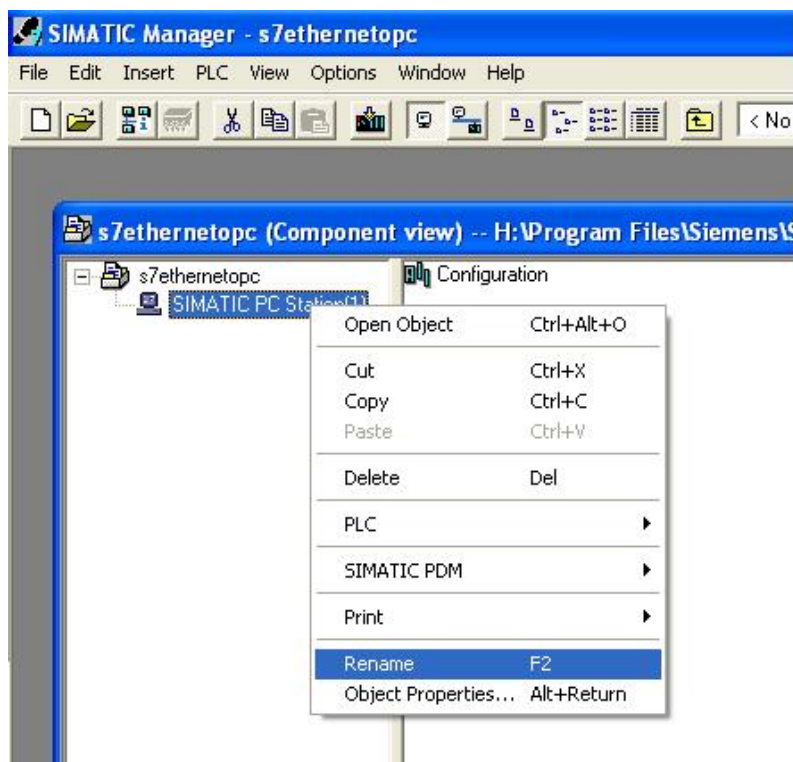 SIMATIC Manager - s7ethernetopc
File Edit Insert PLC View Options Window Help
< No
s7ethernetopc (Component view) -- H:\Program Files\Siemens\S
s7ethernetopc
Configuration
SIMATIC PC Station(1)
Open Object Ctrl+Alt+O
Cut Ctrl+X
Copy Ctrl+C
Paste Ctrl+V
Delete Del
PLC
SIMATIC PDM
Print
Rename F2
Object Properties... Alt+Return